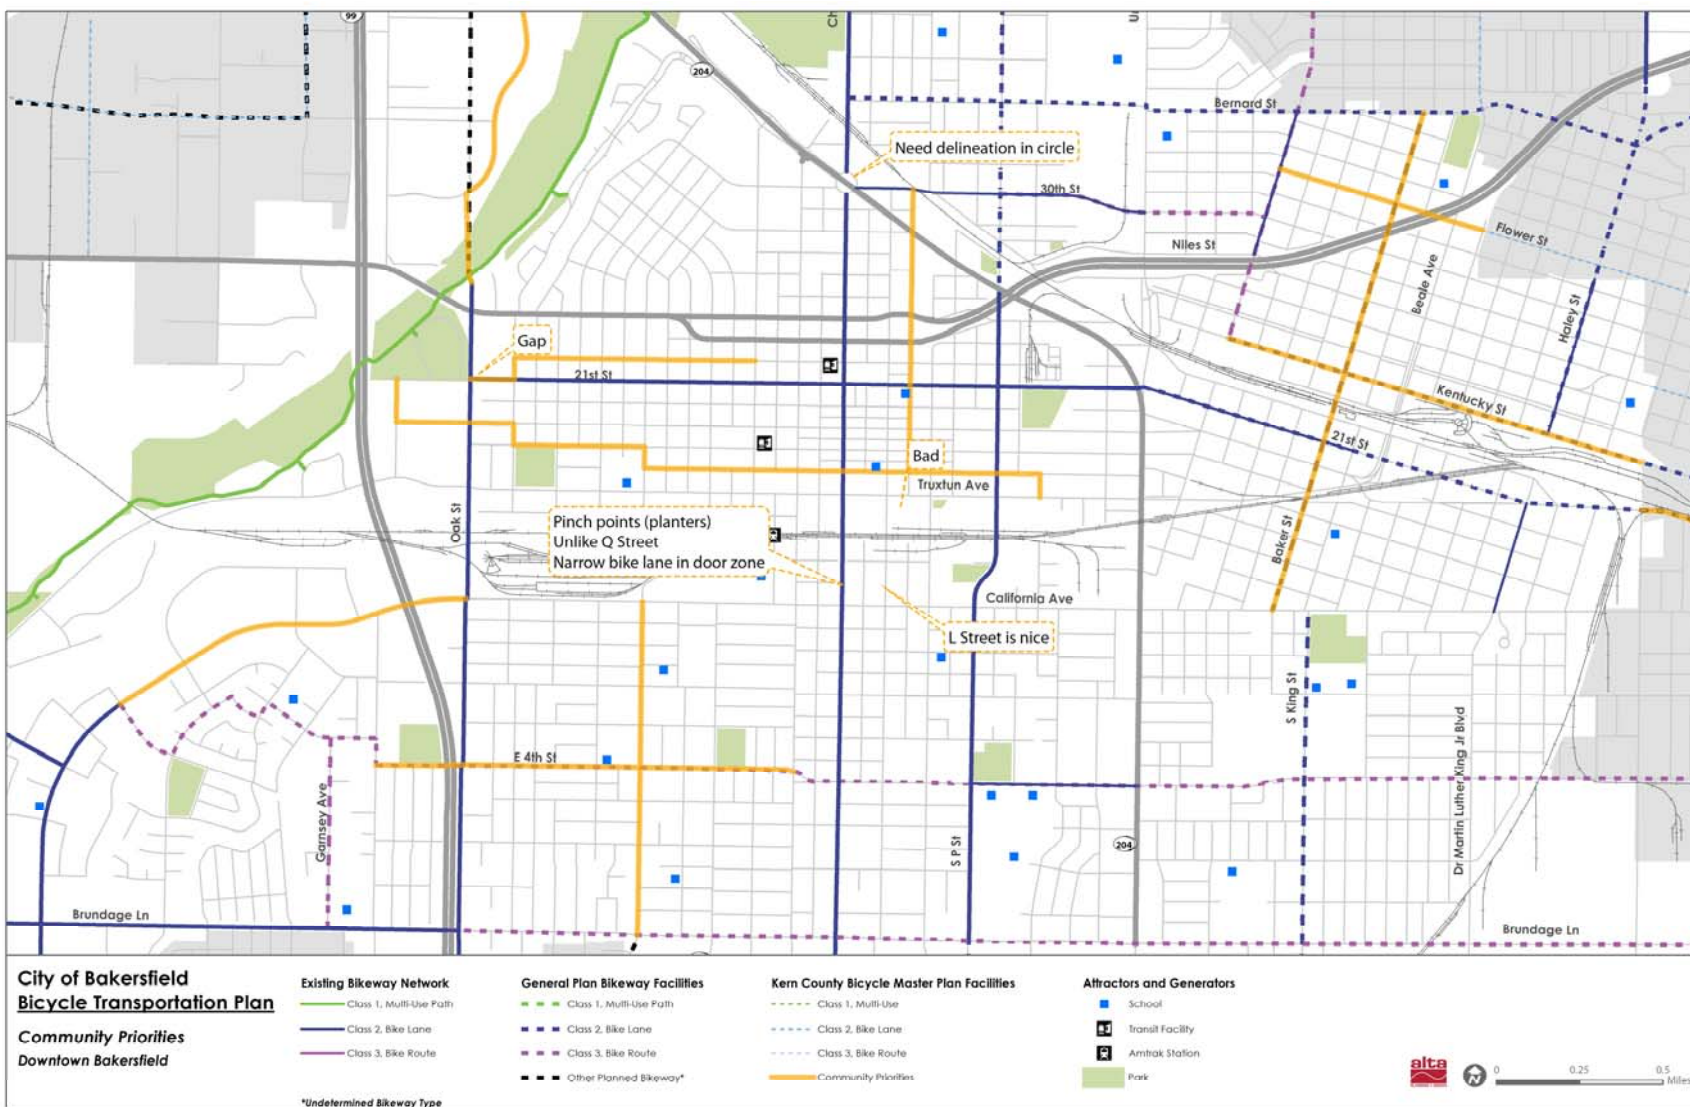 99
Ch
204
Bernard St
Need delineation in circle
30th St
Niles St
Flower St
Beale Ave
Haley St
Gap
21st St
Kentucky St
21st St
Bad
Truxtun Ave
Oak St
Pinch points (planters)
Unlike Q Street
Narrow bike lane in door zone
Baker St
California Ave
L Street is nice
S King St
Dr Martin Luther King Jr Blvd
E 4th St
Garnsey Ave
S P St
204
Brundage Ln
Brundage Ln
City of Bakersfield
Bicycle Transportation Plan
Community Priorities
Downtown Bakersfield
Existing Bikeway Network
Class 1, Multi-Use Path
Class 2, Bike Lane
Class 3, Bike Route
*Undetermined Bikeway Type
General Plan Bikeway Facilities
Class 1, Multi-Use Path
Class 2, Bike Lane
Class 3, Bike Route
Other Planned Bikeway*
Kern County Bicycle Master Plan Facilities
Class 1, Multi-Use
Class 2, Bike Lane
Class 3, Bike Route
Community Priorities
Attractors and Generators
School
Transit Facility
Amtrak Station
Park
alta
N
0 0.25 0.5
Miles